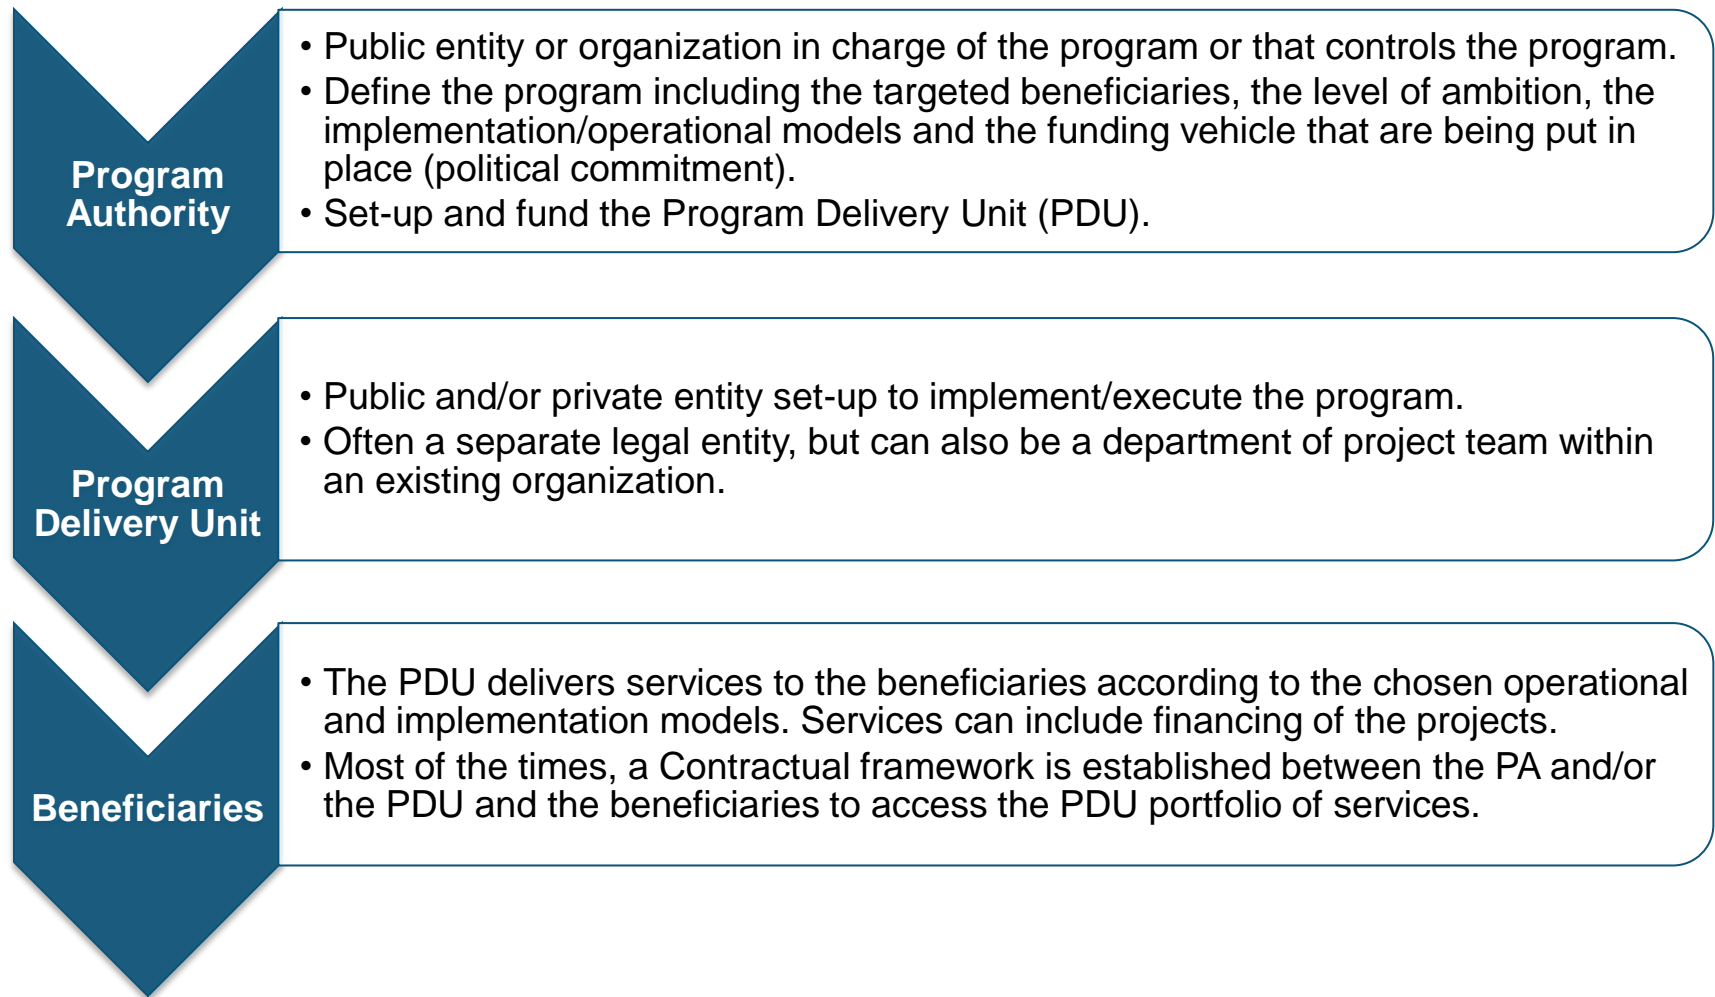 Program
Authority
• Public entity or organization in charge of the program or that controls the program.
• Define the program including the targeted beneficiaries, the level of ambition, the
implementation/operational models and the funding vehicle that are being put in
place (political commitment).
• Set-up and fund the Program Delivery Unit (PDU).
Program
Delivery Unit
• Public and/or private entity set-up to implement/execute the program.
• Often a separate legal entity, but can also be a department of project team within
an existing organization.
Beneficiaries
• The PDU delivers services to the beneficiaries according to the chosen operational
and implementation models. Services can include financing of the projects.
• Most of the times, a Contractual framework is established between the PA and/or
the PDU and the beneficiaries to access the PDU portfolio of services.